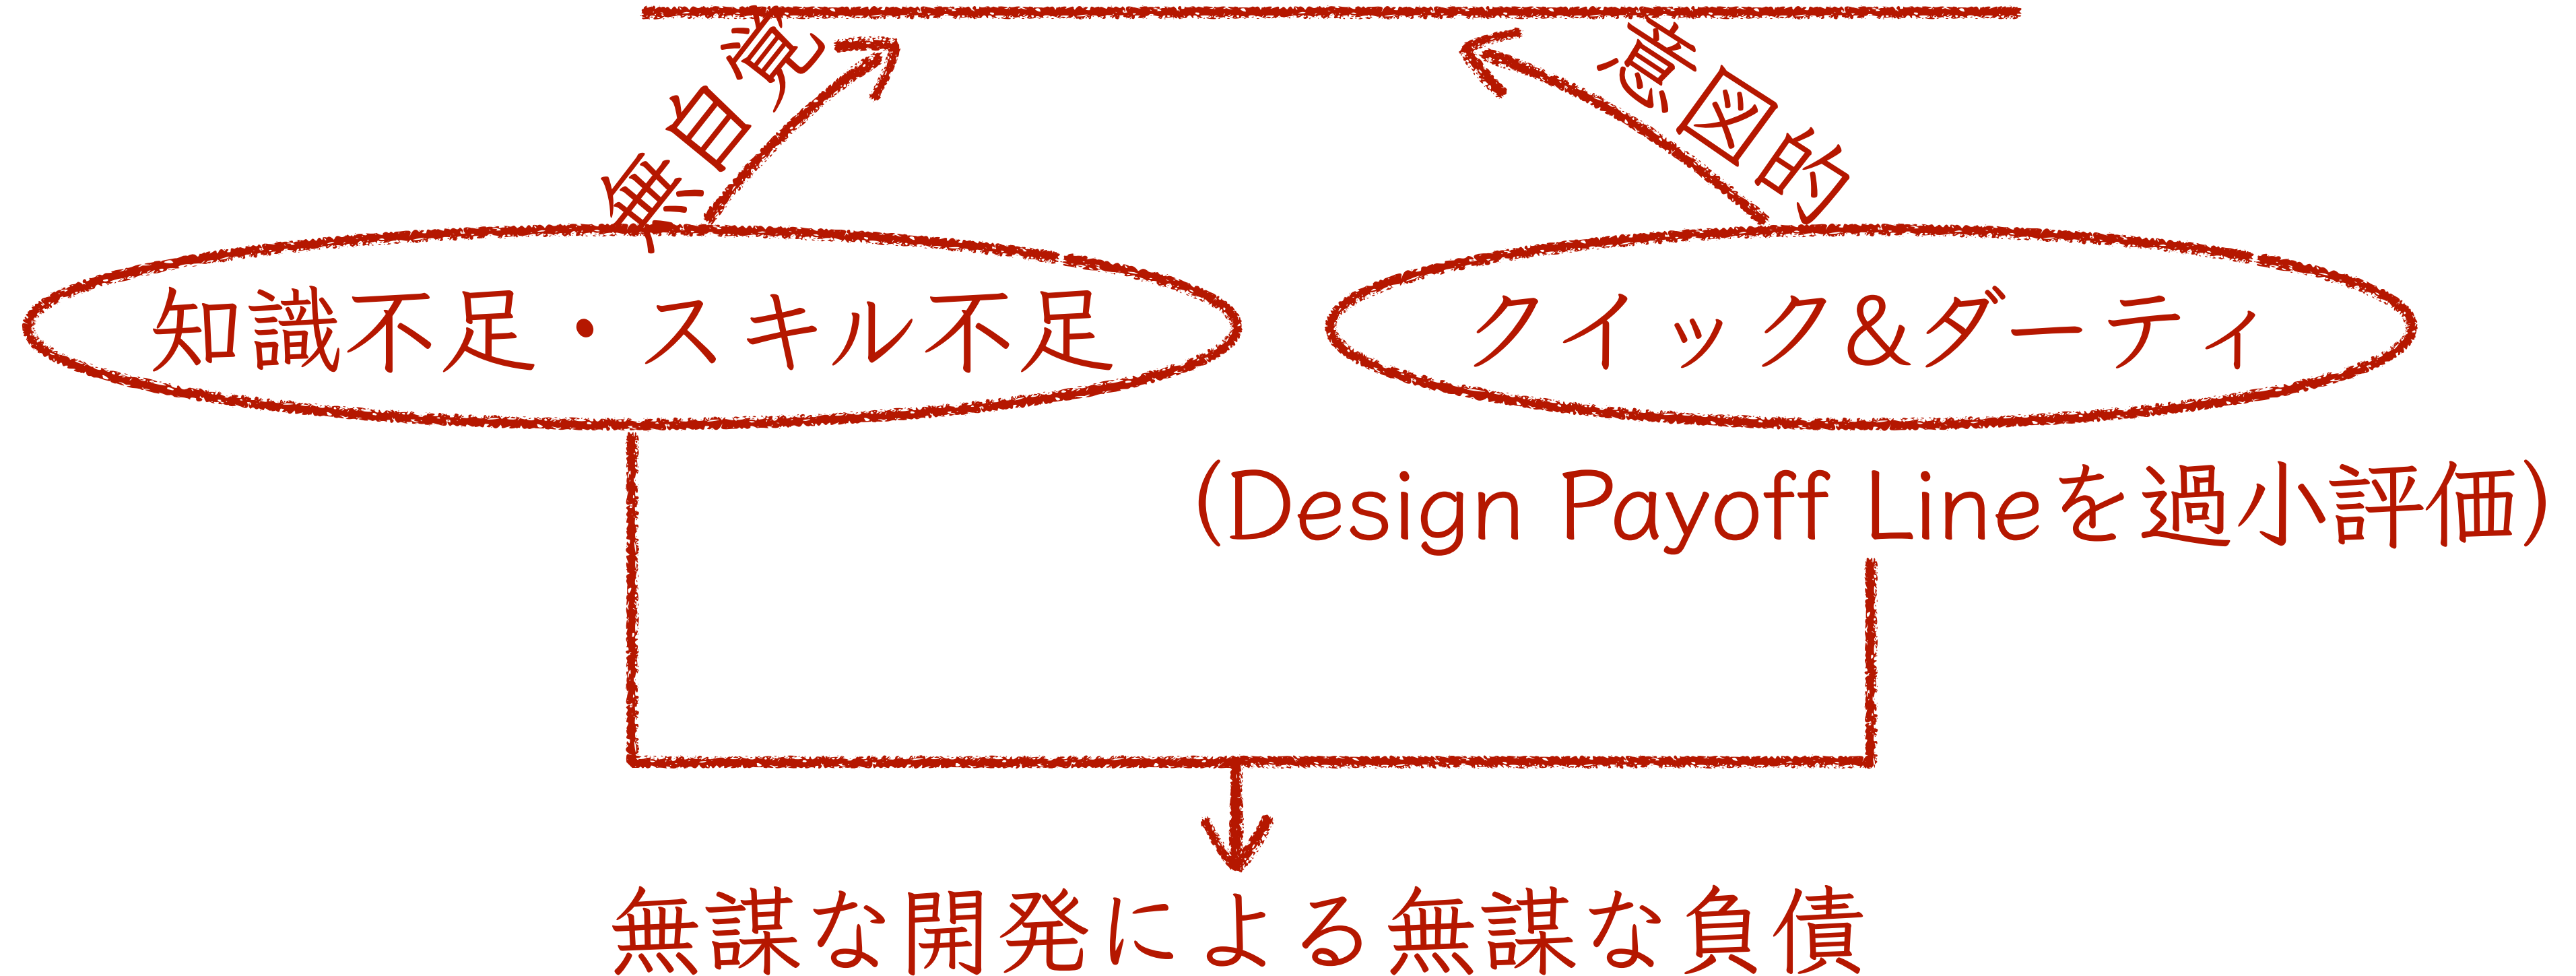 無自覚
意図的
知識不足・スキル不足
クイック&ダーティ
(Design Payoff Lineを過小評価)
無謀な開発による無謀な負債